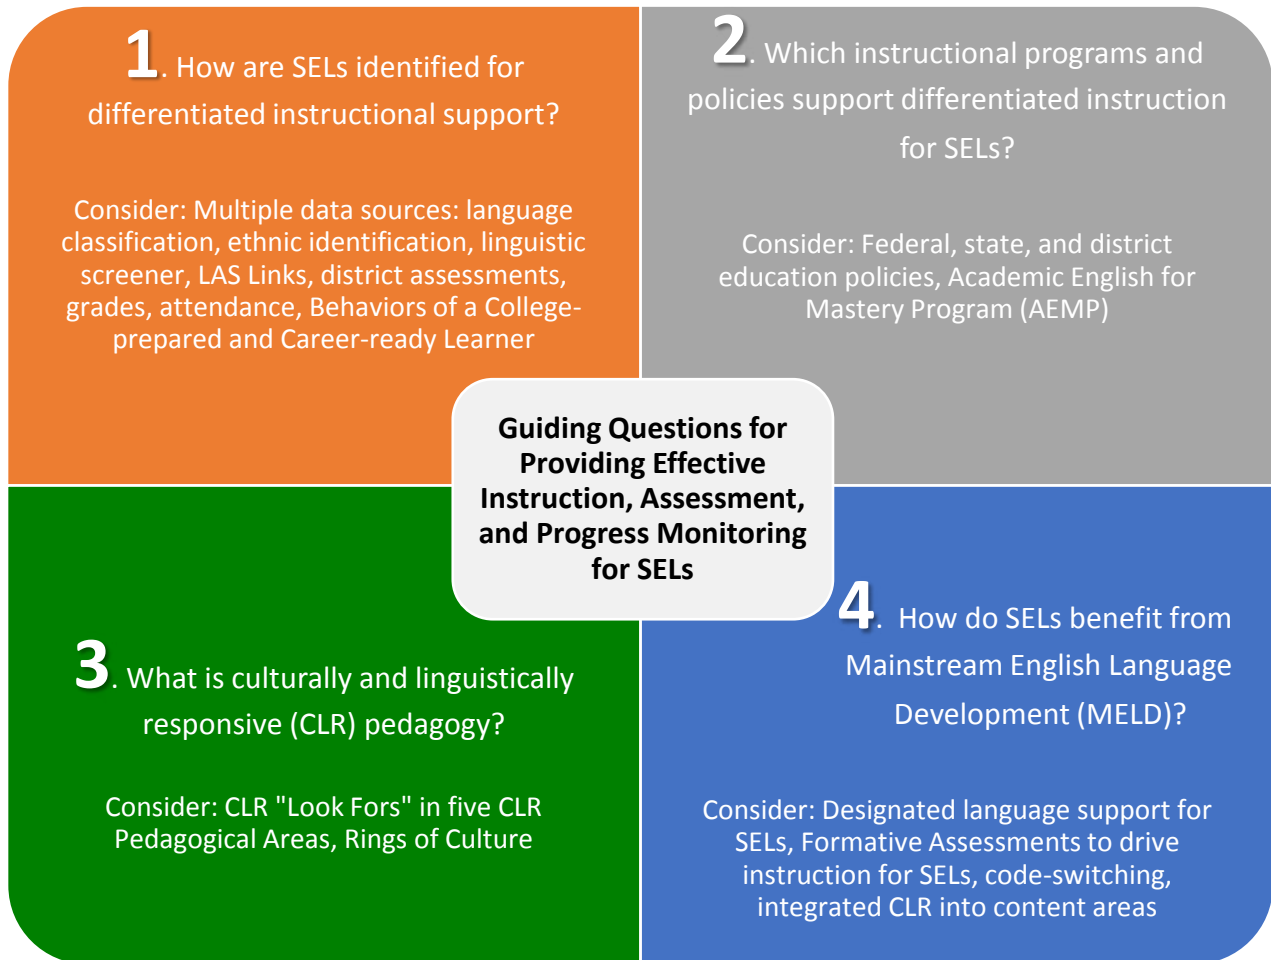 1. How are SELs identified for
differentiated instructional support?
Consider: Multiple data sources: language
classification, ethnic identification, linguistic
screener, LAS Links, district assessments,
grades, attendance, Behaviors of a College-
prepared and Career-ready Learner
2. Which instructional programs and
policies support differentiated instruction
for SELs?
Consider: Federal, state, and district
education policies, Academic English for
Mastery Program (AEMP)
Guiding Questions for
Providing Effective
Instruction, Assessment,
and Progress Monitoring
for SELs
3. What is culturally and linguistically
responsive (CLR) pedagogy?
Consider: CLR "Look Fors" in five CLR
Pedagogical Areas, Rings of Culture
4. How do SELs benefit from
Mainstream English Language
Development (MELD)?
Consider: Designated language support for
SELs, Formative Assessments to drive
instruction for SELs, code-switching,
integrated CLR into content areas